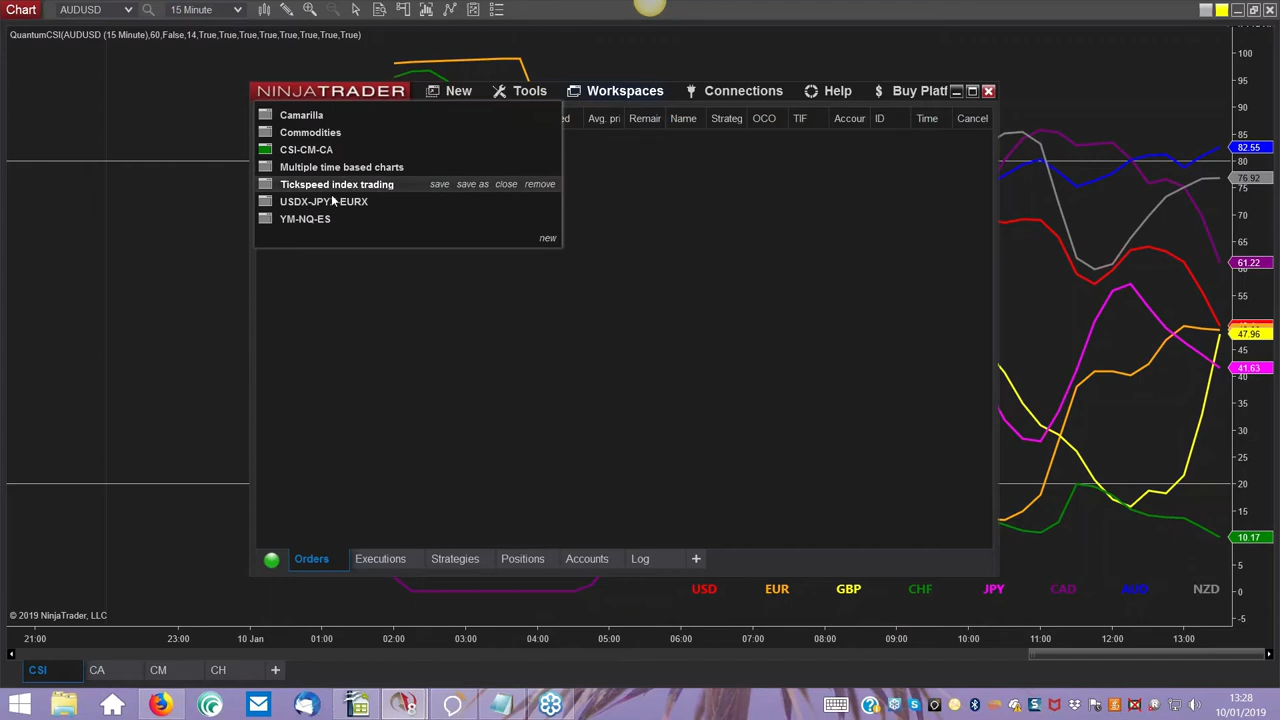 Chart AUDUSD 15 Minute
QuantumCSI(AUDUSD (15 Minute),60,False,14,True,True,True,True,True,True,True,True)
NINJATRADER New Tools Workspaces Connections Help $ Buy Platf
Camarilla
Commodities
CSI-CM-CA
Multiple time based charts
Tickspeed index trading save save as close remove
USDX-JPY EURX
YM-NQ-ES
new
Avg. pri Remair Name Strateg OCO TIF Accour ID Time Cancel
Orders Executions Strategies Positions Accounts Log +
100
95
90
85
82.55
80
76.92
75
70
65
61.22
55
47.96
45
41.63
40
35
30
25
20
15
10.17
5
0
-5
USD EUR GBP CHF JPY CAD AUD NZD
© 2019 NinjaTrader, LLC
21:00 23:00 10 Jan 01:00 02:00 03:00 04:00 05:00 06:00 07:00 08:00 09:00 10:00 11:00 12:00 13:00
CSI CA CM CH +
13:28
10/01/2019